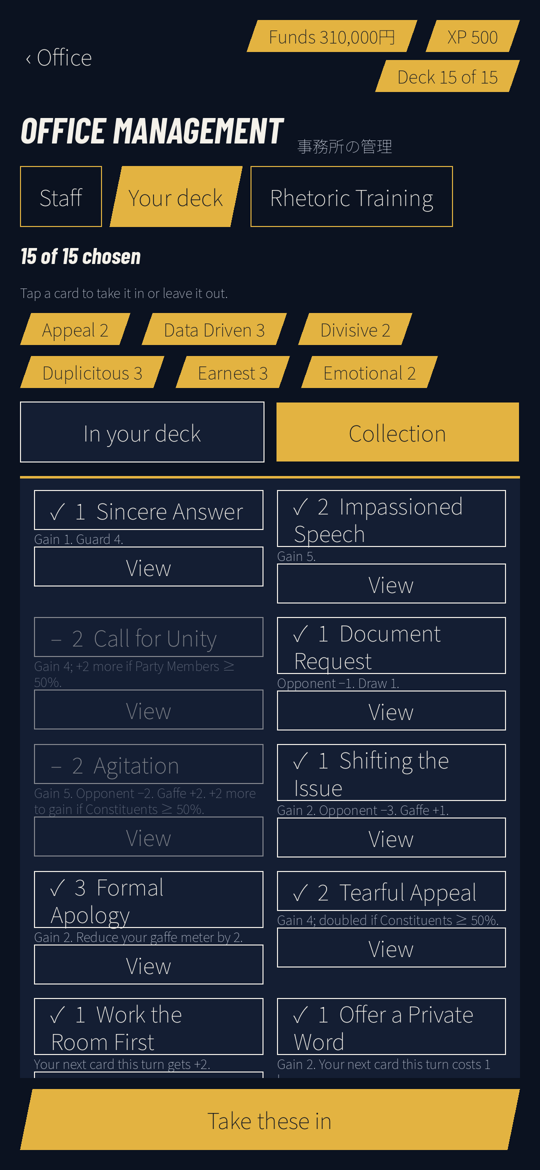 ‹ Office
Funds 310,000円
XP 500
Deck 15 of 15
OFFICE MANAGEMENT
事務所の管理
Staff
Your deck
Rhetoric Training
15 of 15 chosen
Tap a card to take it in or leave it out.
Appeal 2
Data Driven 3
Divisive 2
Duplicitous 3
Earnest 3
Emotional 2
In your deck
Collection
✓ 1 Sincere Answer
Gain 1. Guard 4.
View
✓ 2 Impassioned
Speech
Gain 5.
View
– 2 Call for Unity
Gain 4; +2 more if Party Members ≥
50%.
View
✓ 1 Document
Request
Opponent −1. Draw 1.
View
– 2 Agitation
Gain 5. Opponent −2. Gaffe +2. +2 more
to gain if Constituents ≥ 50%.
View
✓ 1 Shifting the
Issue
Gain 2. Opponent −3. Gaffe +1.
View
✓ 3 Formal
Apology
Gain 2. Reduce your gaffe meter by 2.
View
✓ 2 Tearful Appeal
Gain 4; doubled if Constituents ≥ 50%.
View
✓ 1 Work the
Room First
Your next card this turn gets +2.
✓ 1 Offer a Private
Word
Gain 2. Your next card this turn costs 1
Take these in